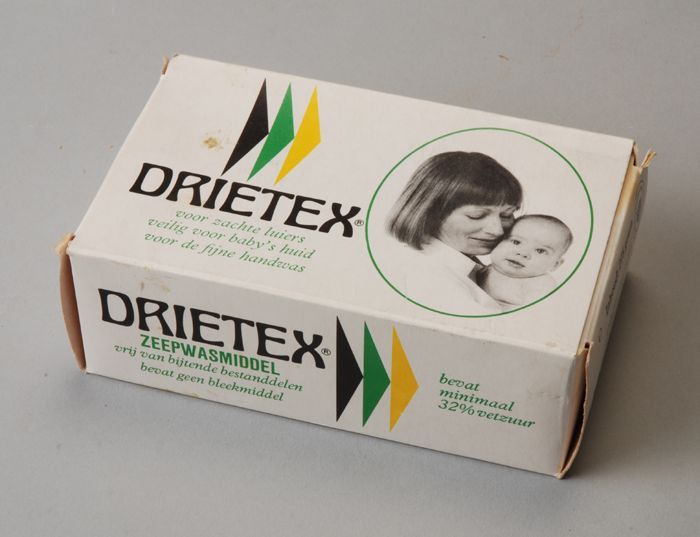 DRIETEX®
voor zachte luiers
veilig voor baby's huid
voor de fijne handwas
DRIETEX®
ZEEPWASMIDDEL
vrij van bijtende bestanddelen
bevat geen bleekmiddel
bevat
minimaal
32% vetzuur